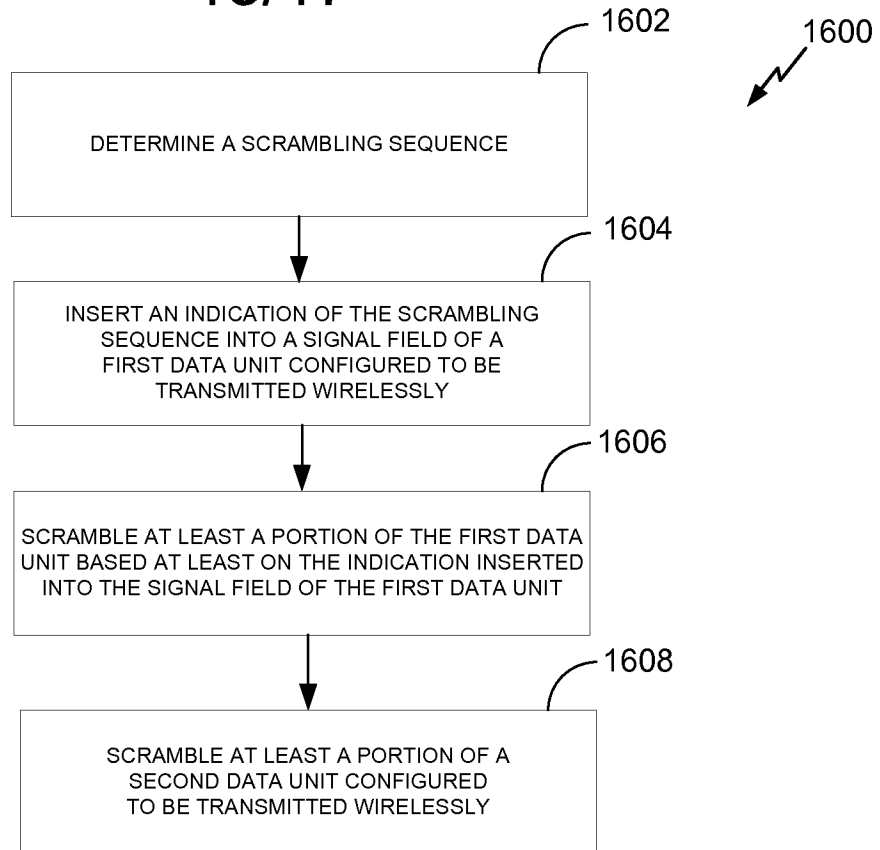 1602
1600
DETERMINE A SCRAMBLING SEQUENCE
1604
INSERT AN INDICATION OF THE SCRAMBLING
SEQUENCE INTO A SIGNAL FIELD OF A
FIRST DATA UNIT CONFIGURED TO BE
TRANSMITTED WIRELESSLY
1606
SCRAMBLE AT LEAST A PORTION OF THE FIRST DATA
UNIT BASED AT LEAST ON THE INDICATION INSERTED
INTO THE SIGNAL FIELD OF THE FIRST DATA UNIT
1608
SCRAMBLE AT LEAST A PORTION OF A
SECOND DATA UNIT CONFIGURED
TO BE TRANSMITTED WIRELESSLY